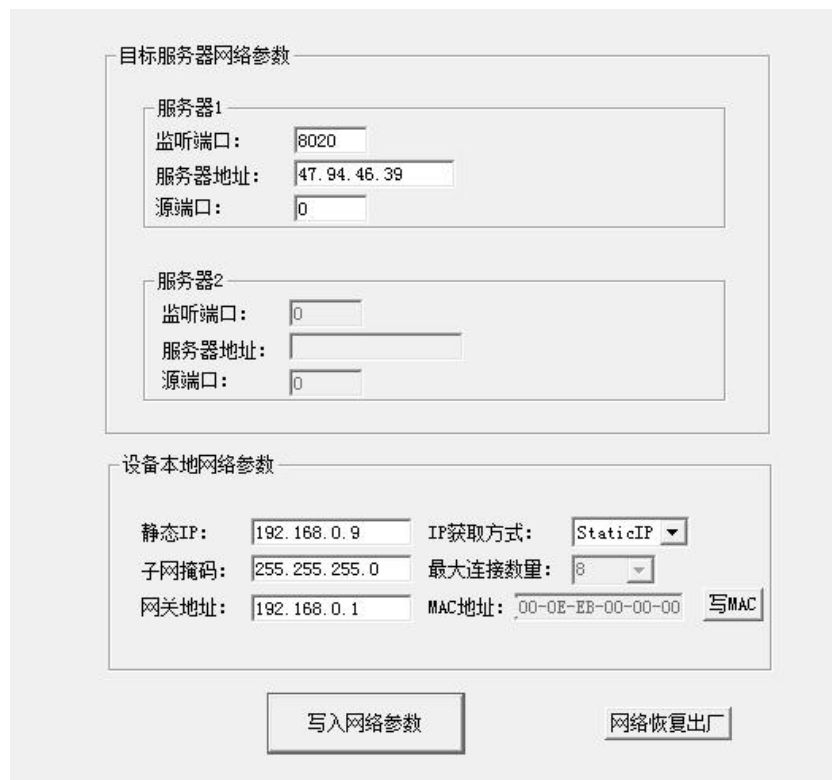 目标服务器网络参数
服务器1
监听端口： 8020
服务器地址： 47.94.46.39
源端口： 0
服务器2
监听端口： 0
服务器地址：
源端口： 0
设备本地网络参数
静态IP： 192.168.0.9 IP获取方式： StaticIP
子网掩码： 255.255.255.0 最大连接数量： 8
网关地址： 192.168.0.1 MAC地址： 00-0E-EB-00-00-00 写MAC
写入网络参数 网络恢复出厂